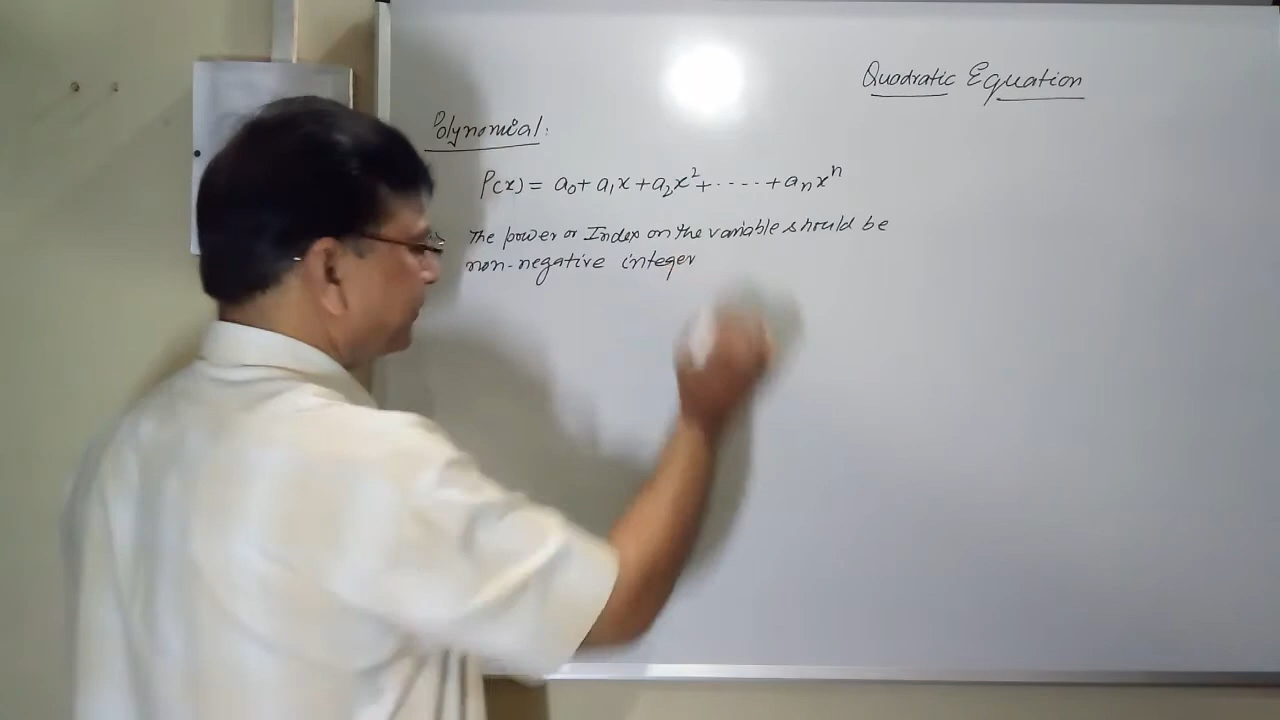 Quadratic Equation
Polynomial:
P(x) = a₀ + a₁x + a₂x² + ----- + aₙxⁿ
The power or Index on the variable should be
non-negative integer